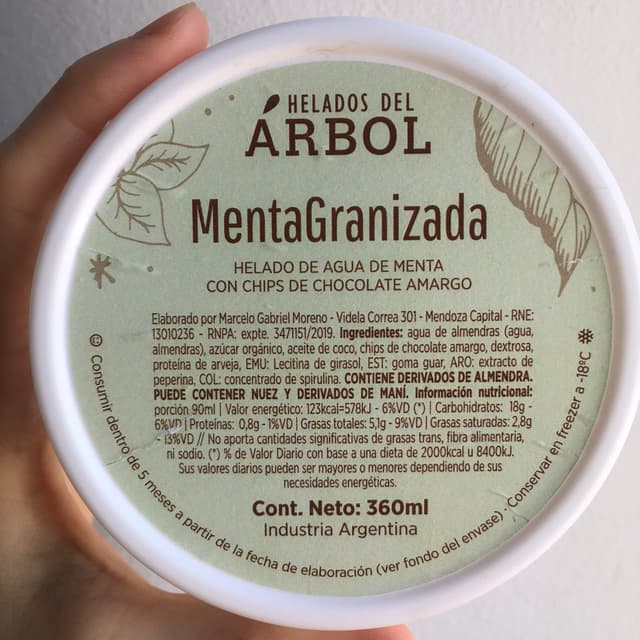 HELADOS DEL
ÁRBOL
MentaGranizada
HELADO DE AGUA DE MENTA
CON CHIPS DE CHOCOLATE AMARGO
Elaborado por Marcelo Gabriel Moreno - Videla Correa 301 - Mendoza Capital - RNE:
13010236 - RNPA: expte. 3471151/2019. Ingredientes: agua de almendras (agua,
almendras), azúcar orgánico, aceite de coco, chips de chocolate amargo, dextrosa,
proteína de arveja, EMU: Lecitina de girasol, EST: goma guar, ARO: extracto de
peperina, COL: concentrado de spirulina. CONTIENE DERIVADOS DE ALMENDRA.
PUEDE CONTENER NUEZ Y DERIVADOS DE MANÍ. Información nutricional:
porción 90ml | Valor energético: 123kcal=578kJ - 6%VD (*) | Carbohidratos: 18g -
6%VD | Proteínas: 0,8g - 1%VD | Grasas totales: 5,1g - 9%VD | Grasas saturadas: 2,8g
- 13%VD // No aporta cantidades significativas de grasas trans, fibra alimentaria,
ni sodio. (*) % de Valor Diario con base a una dieta de 2000kcal u 8400kJ.
Sus valores diarios pueden ser mayores o menores dependiendo de sus
necesidades energéticas.
Cont. Neto: 360ml
Industria Argentina
Consumir dentro de 5 meses a partir de la fecha de elaboración (ver fondo del envase). Conservar en freezer a -18ºC